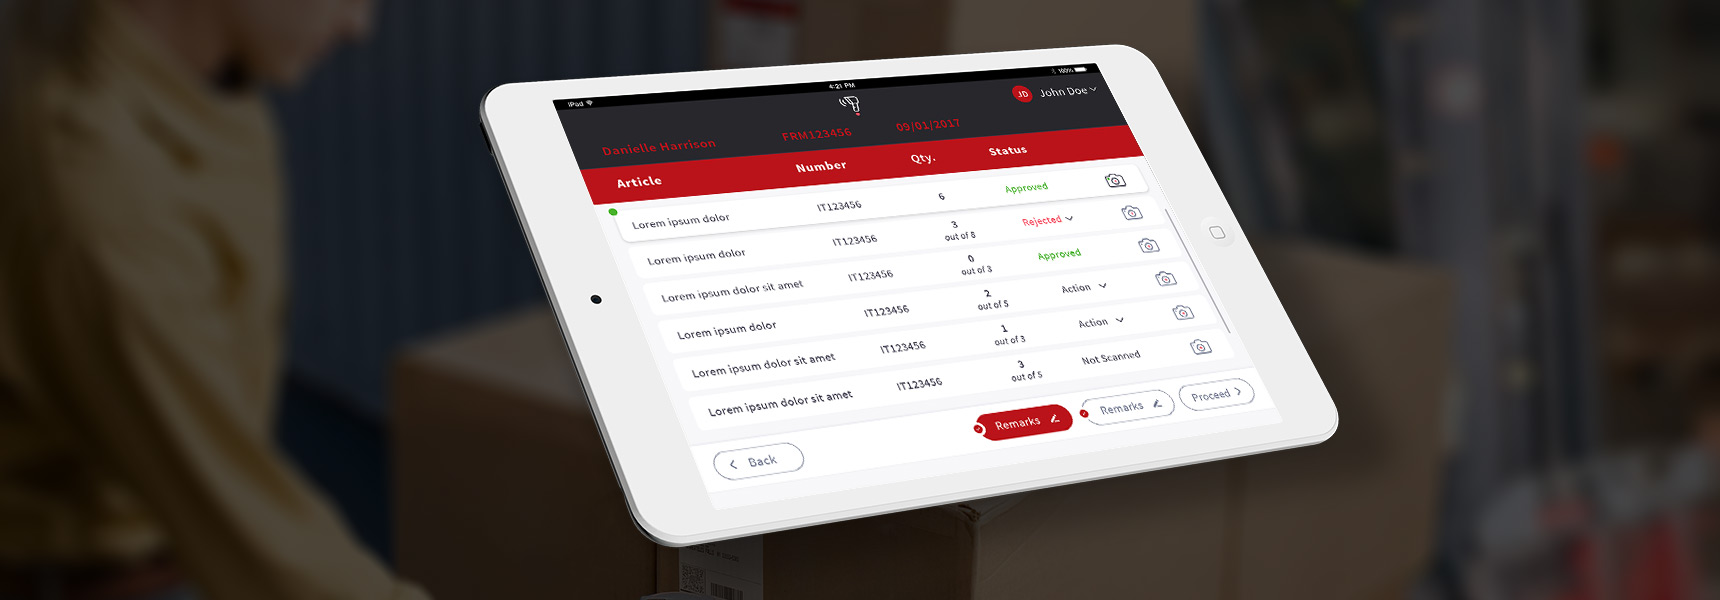 iPad 4:21 PM 100%
JD John Doe
Danielle Harrison FRM123456 09/01/2017
Article Number Qty. Status
Lorem ipsum dolor IT123456 6 Approved
Lorem ipsum dolor IT123456 3 out of 8 Rejected
Lorem ipsum dolor sit amet IT123456 0 out of 3 Approved
Lorem ipsum dolor IT123456 2 out of 5 Action
Lorem ipsum dolor sit amet IT123456 1 out of 3 Action
Lorem ipsum dolor sit amet IT123456 3 out of 5 Not Scanned
Back Remarks Remarks Proceed